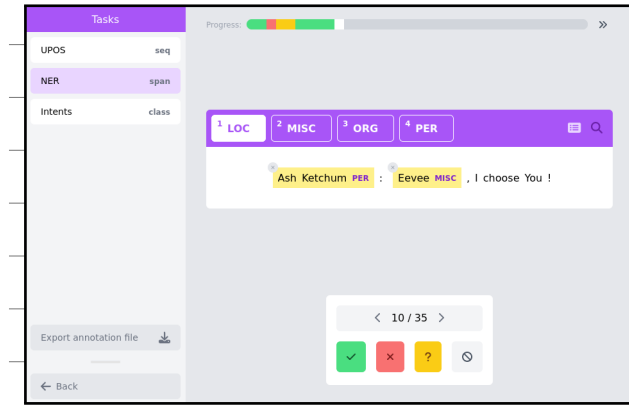 Tasks
Progress:
UPOS seq
NER span
Intents class
1 LOC 2 MISC 3 ORG 4 PER
Ash Ketchum PER : Eevee MISC , I choose You !
10 / 35
?
Export annotation file
Back